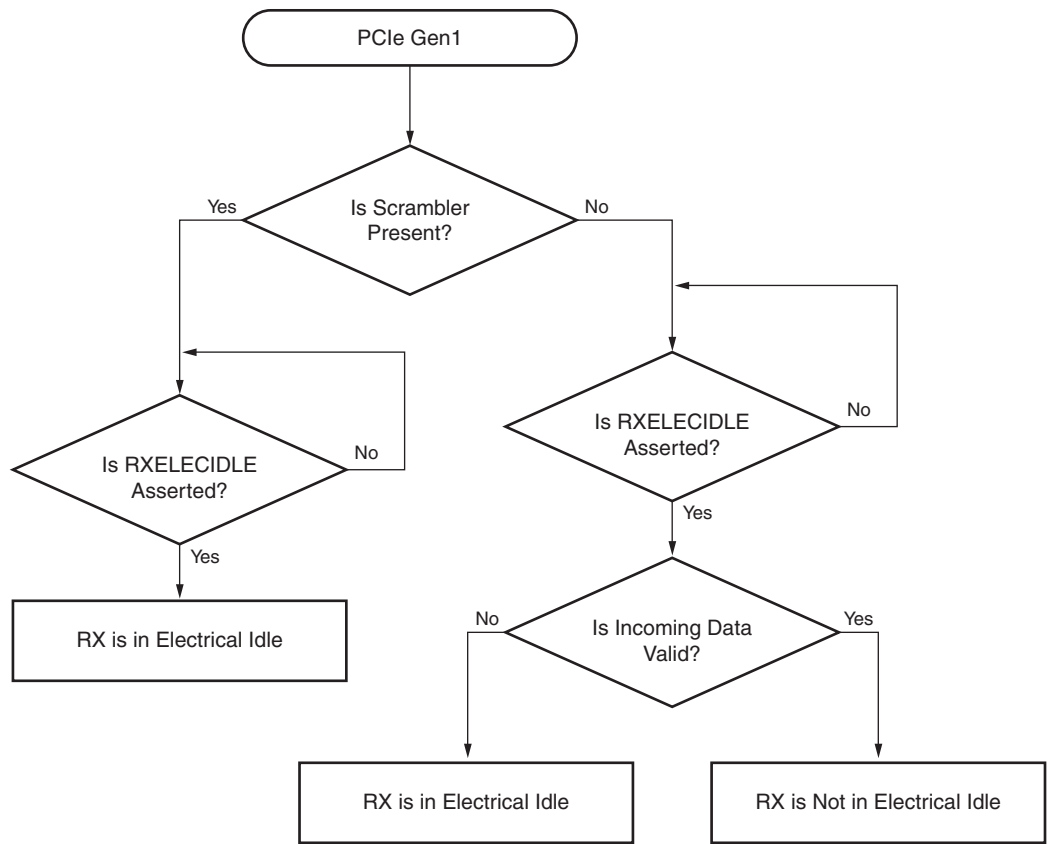 PCIe Gen1
Is Scrambler
Present?
Yes
No
Is RXELECIDLE
Asserted?
No
Yes
RX is in Electrical Idle
Is RXELECIDLE
Asserted?
No
Yes
Is Incoming Data
Valid?
No
Yes
RX is in Electrical Idle
RX is Not in Electrical Idle